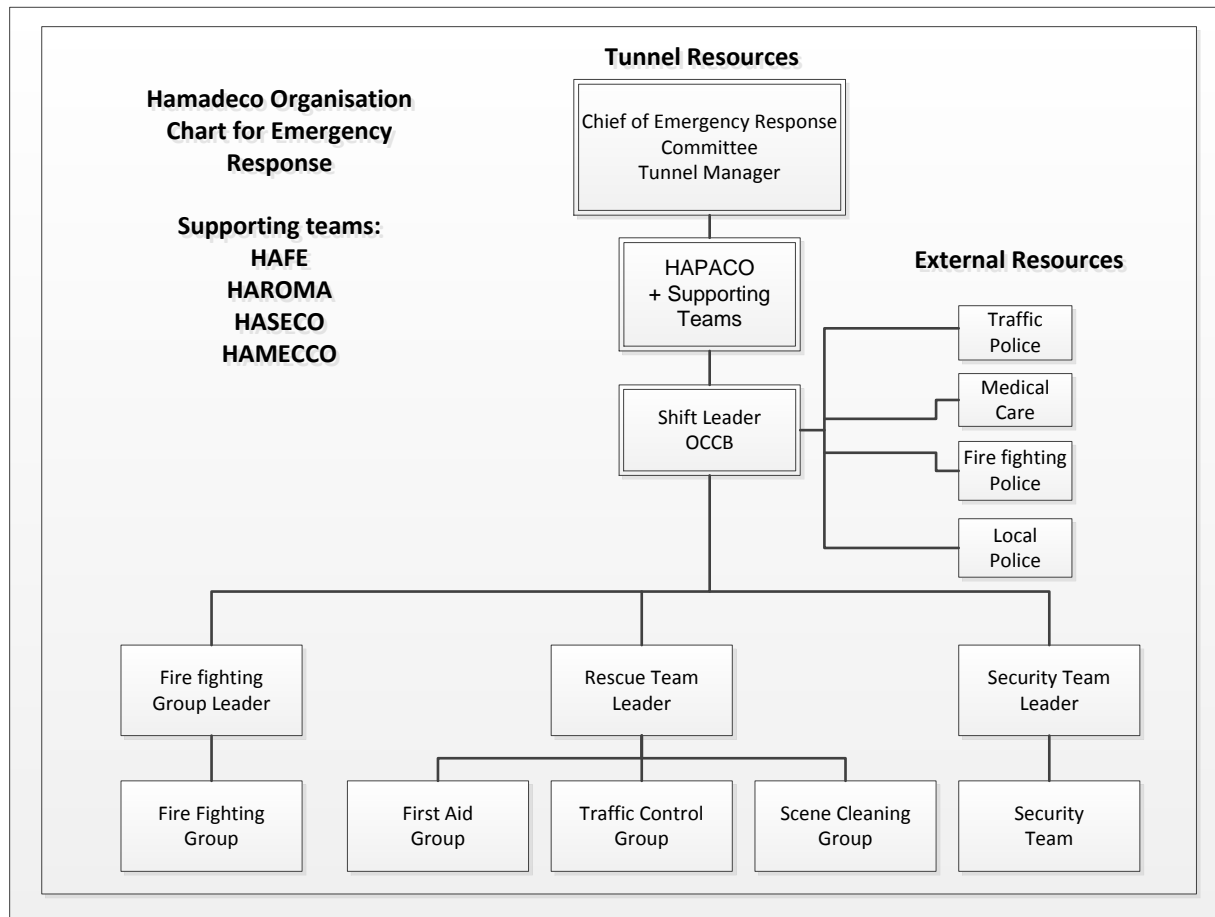 Hamadeco Organisation
Chart for Emergency
Response
Supporting teams:
HAFE
HAROMA
HASECO
HAMECCO
Tunnel Resources
Chief of Emergency Response
Committee
Tunnel Manager
HAPACO
+ Supporting
Teams
Shift Leader
OCCB
External Resources
Traffic
Police
Medical
Care
Fire fighting
Police
Local
Police
Fire fighting
Group Leader
Rescue Team
Leader
Security Team
Leader
Fire Fighting
Group
First Aid
Group
Traffic Control
Group
Scene Cleaning
Group
Security
Team